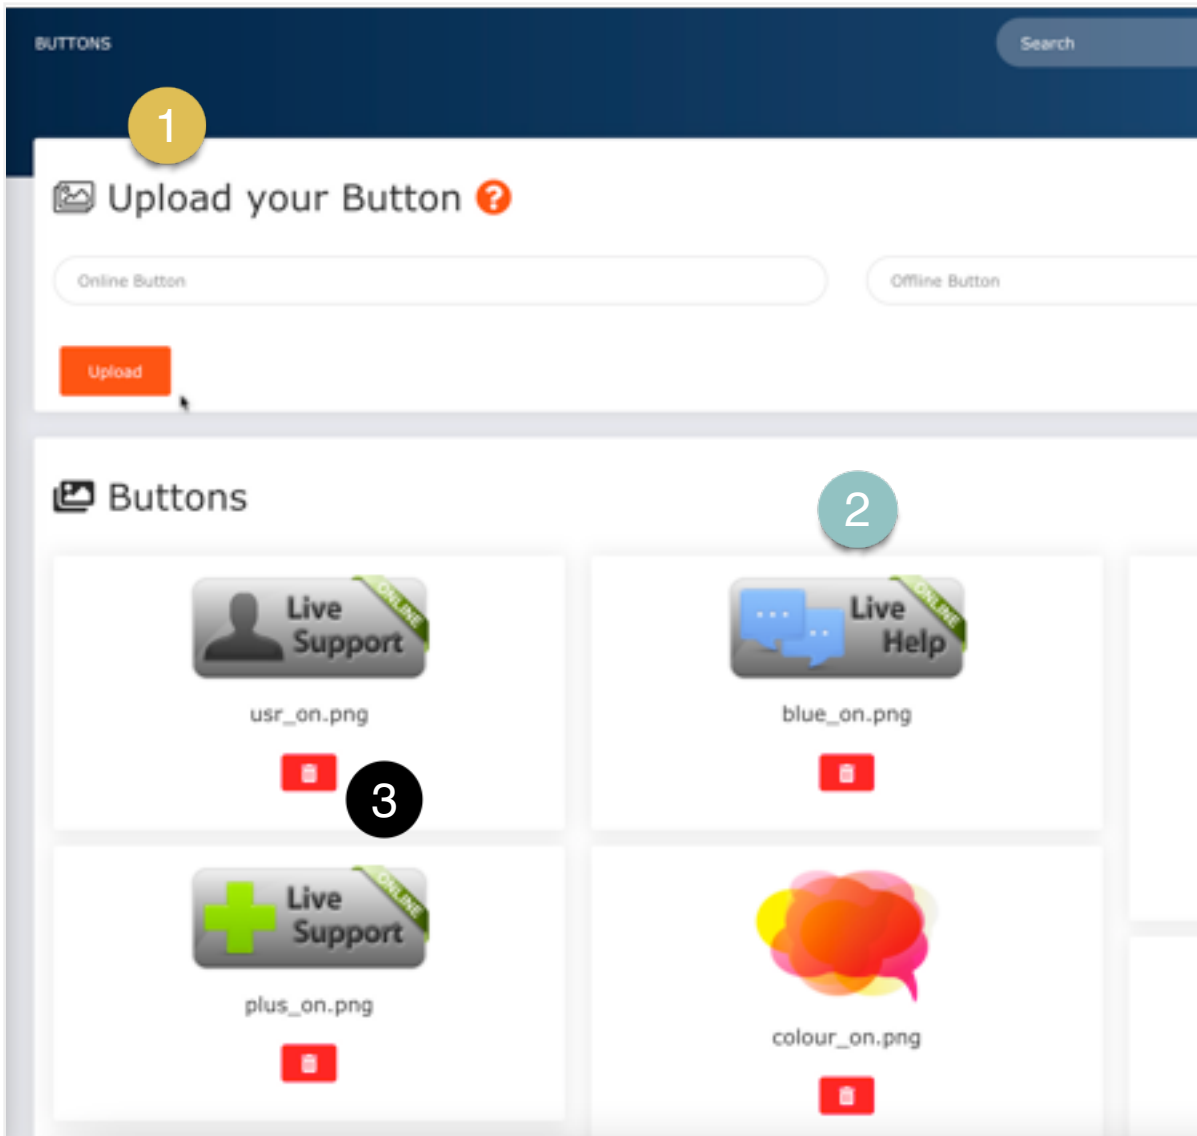 BUTTONS
Search
1
Upload your Button ?
Online Button
Offline Button
Upload
Buttons
2
Live
Support
ONLINE
Live
Help
ONLINE
usr_on.png
blue_on.png
3
Live
Support
ONLINE
plus_on.png
colour_on.png